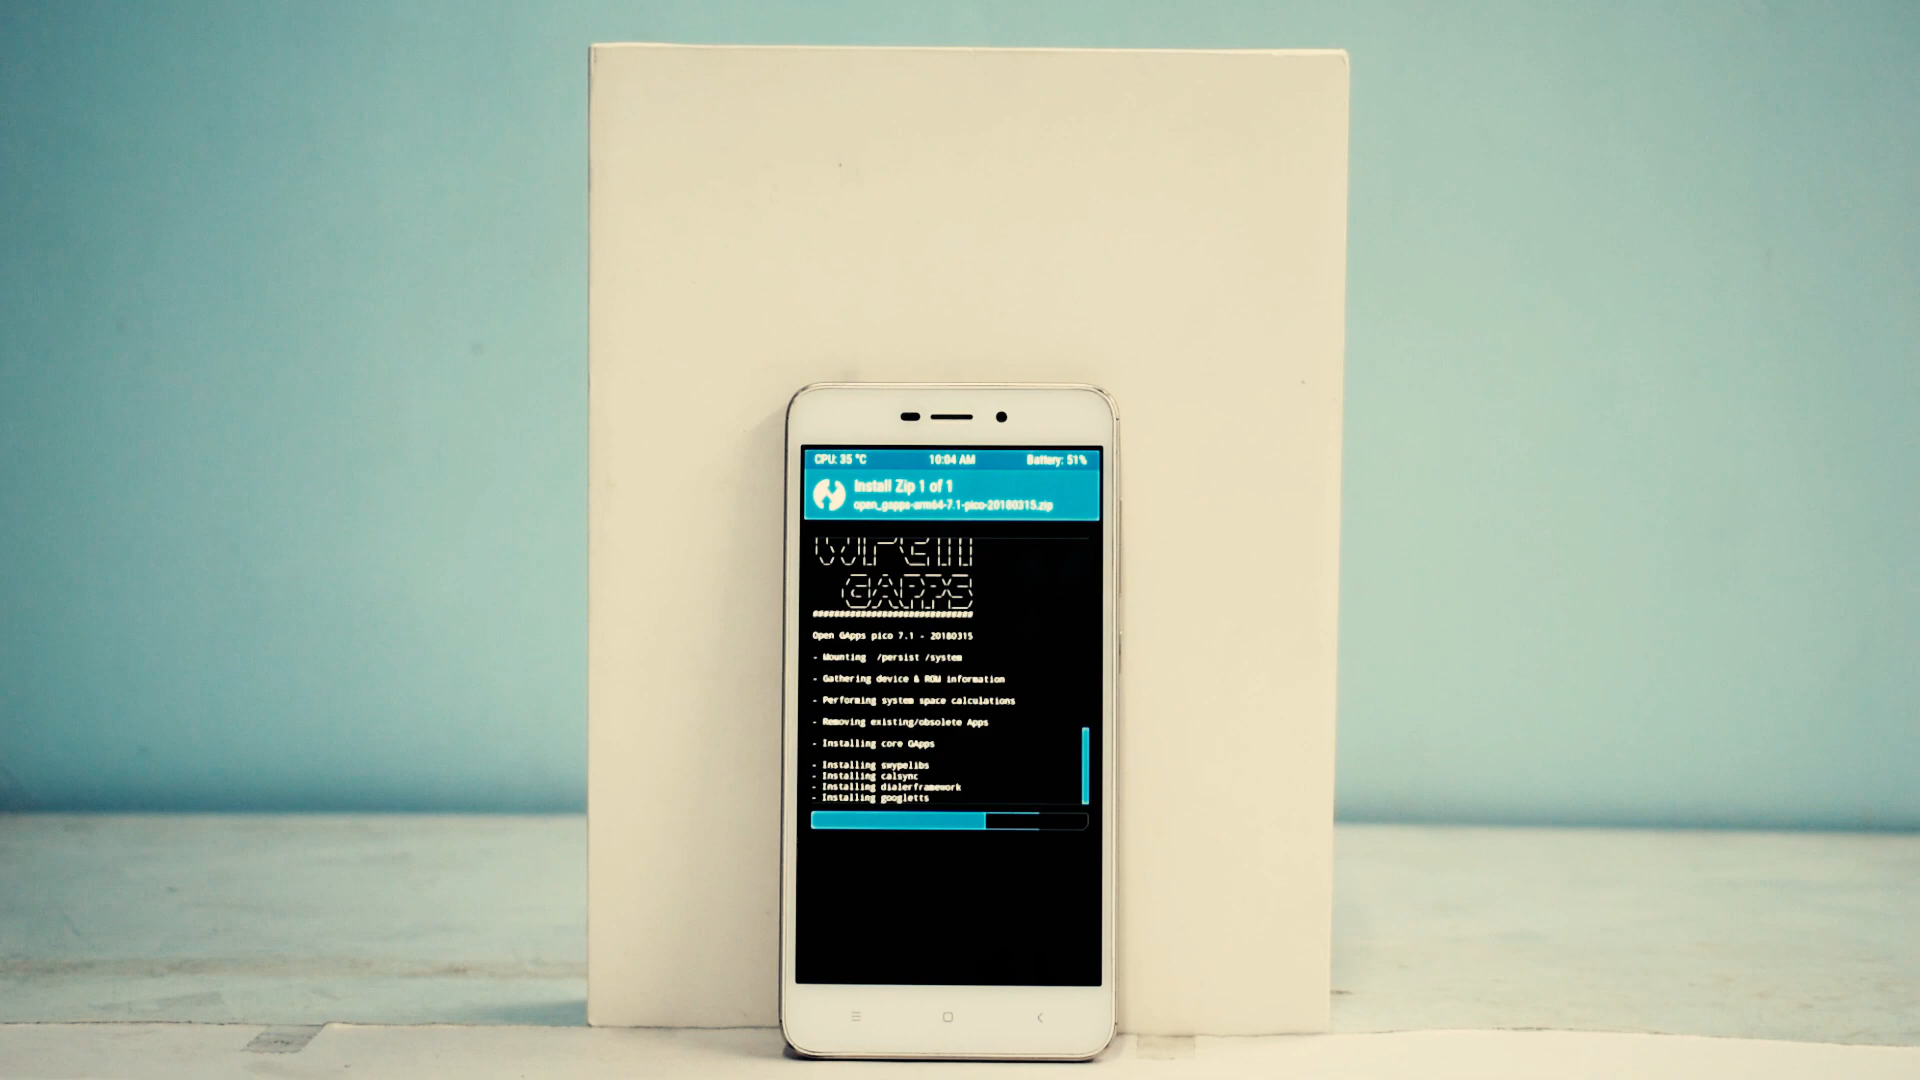 CPU: 35 °C 10:04 AM Battery: 51%
Install Zip 1 of 1
open_gapps-arm64-7.1-pico-20180315.zip
GAPPS
##############################
Open GApps pico 7.1 - 20180315
- Mounting /persist /system
- Gathering device & ROM information
- Performing system space calculations
- Removing existing/obsolete Apps
- Installing core GApps
- Installing swypelibs
- Installing calsync
- Installing dialerframework
- Installing googletts